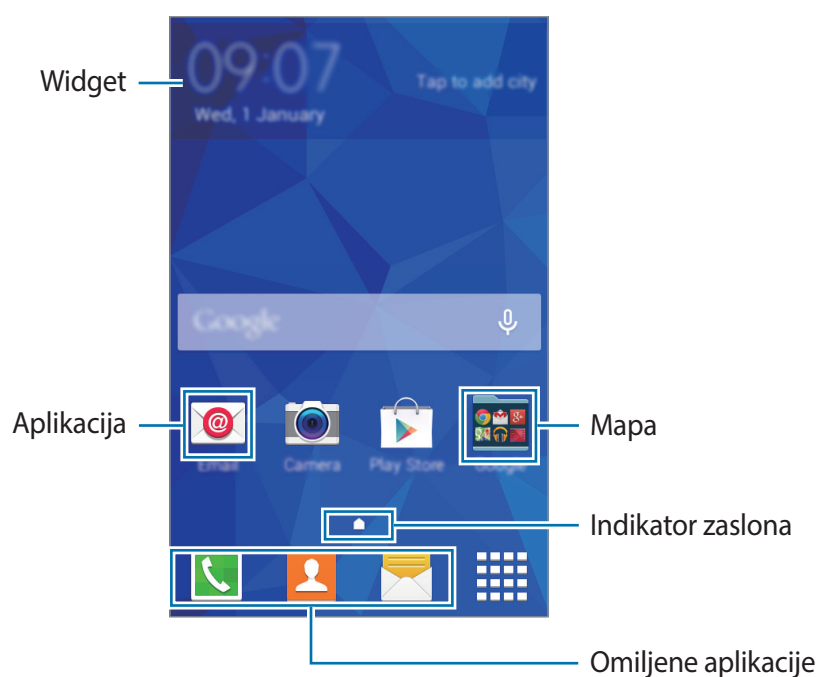 09:07
Widget
Tap to add city
Wed, 1 January
Google
Aplikacija
Mapa
Email
Camera
Play Store
Google
Indikator zaslona
Omiljene aplikacije